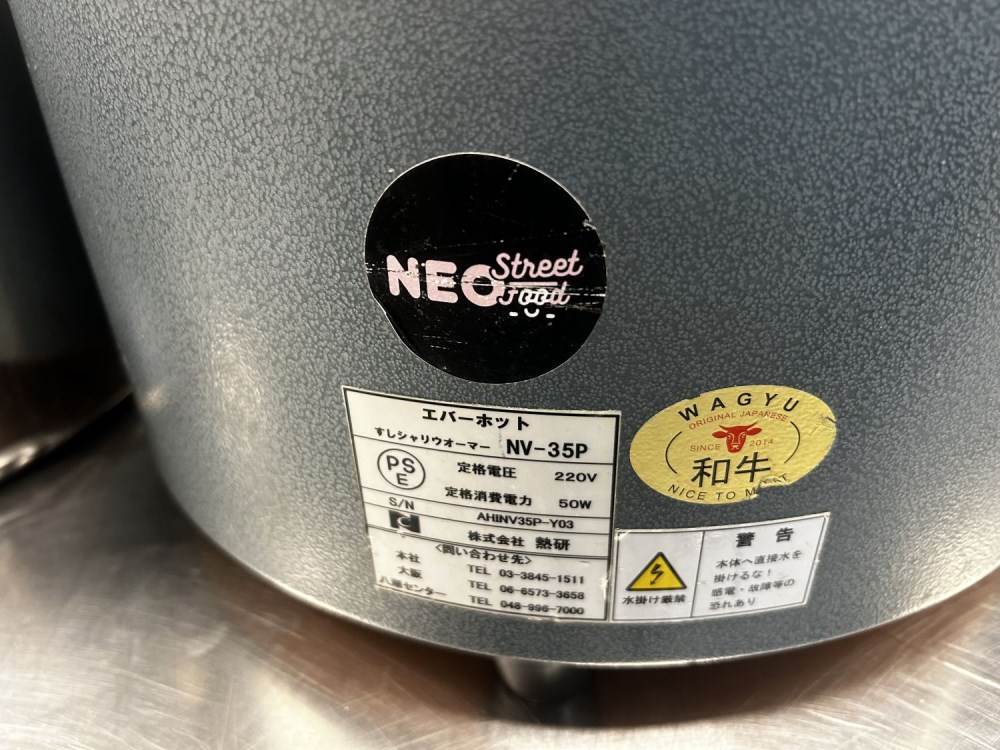 NEO Street
Food
エバーホット
すしシャリウオーマー NV-35P
PS
E
定格電圧 220V
定格消費電力 50W
S/N AHINV35P-Y03
株式会社 熱研
〈問い合わせ先〉
本社 TEL 03-3845-1511
大阪 TEL 06-6573-3658
八潮センター TEL 048-996-7000
WAGYU
ORIGINAL JAPANESE
SINCE 2014
和牛
NICE TO MEAT
水掛け厳禁
警告
本体へ直接水を
掛けるな!
感電・故障等の
恐れあり